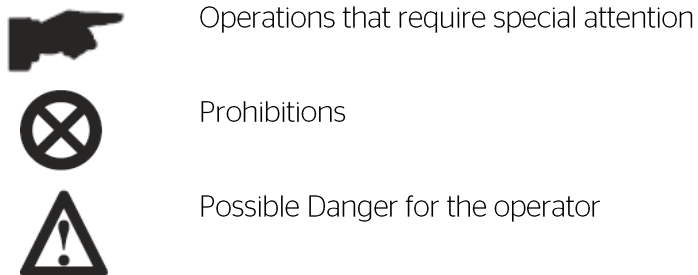 Operations that require special attention
Prohibitions
Possible Danger for the operator